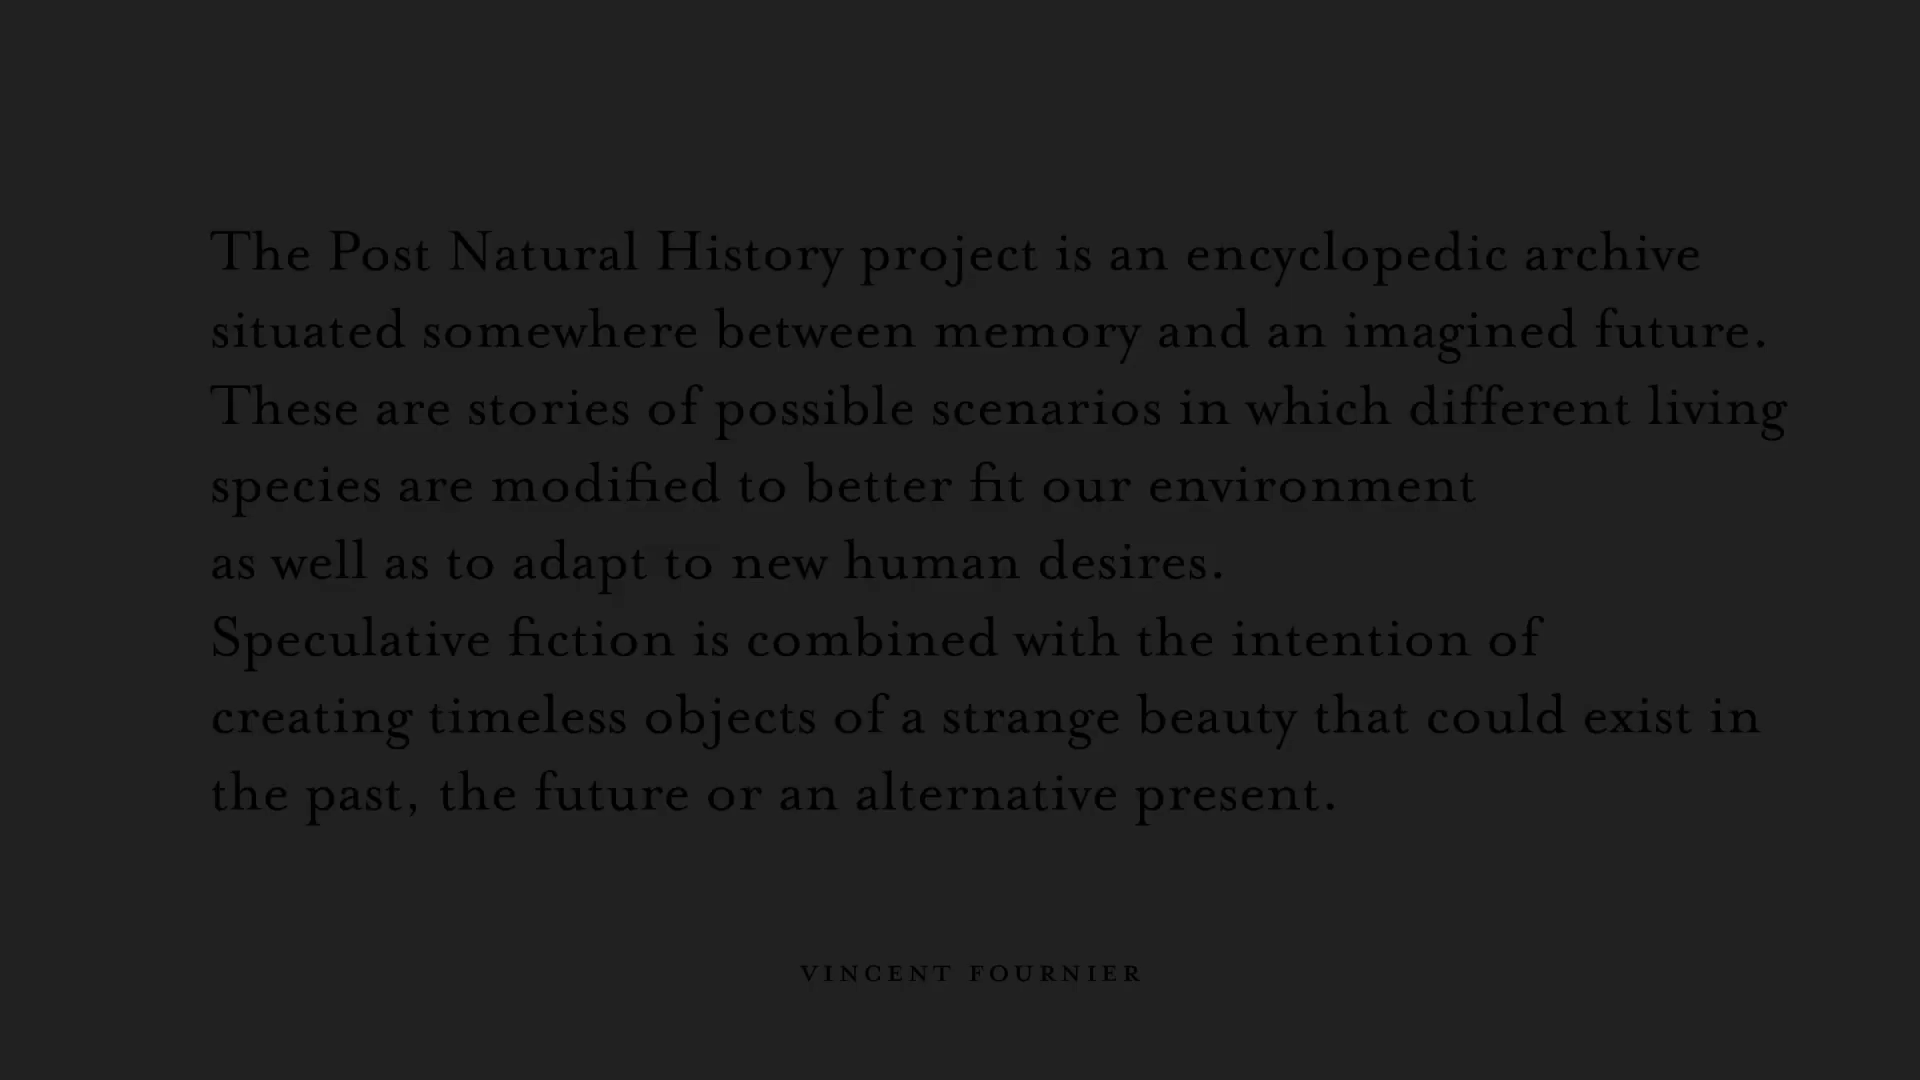 The Post Natural History project is an encyclopedic archive
situated somewhere between memory and an imagined future.
These are stories of possible scenarios in which different living
species are modified to better fit our environment
as well as to adapt to new human desires.
Speculative fiction is combined with the intention of
creating timeless objects of a strange beauty that could exist in
the past, the future or an alternative present.
VINCENT FOURNIER